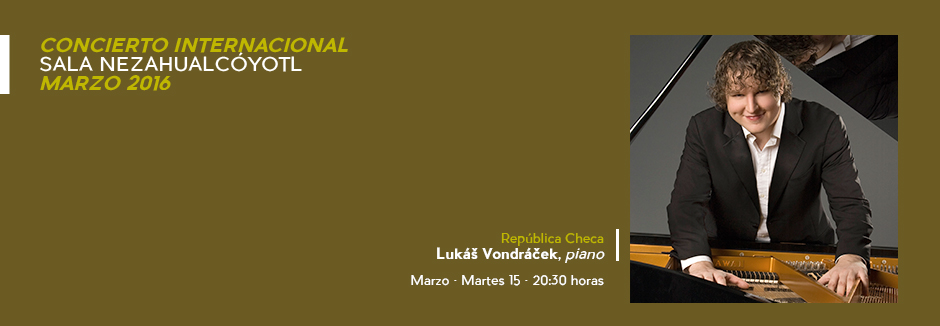 CONCIERTO INTERNACIONAL
SALA NEZAHUALCÓYOTL
MARZO 2016
República Checa
Lukáš Vondráček, piano
Marzo · Martes 15 · 20:30 horas